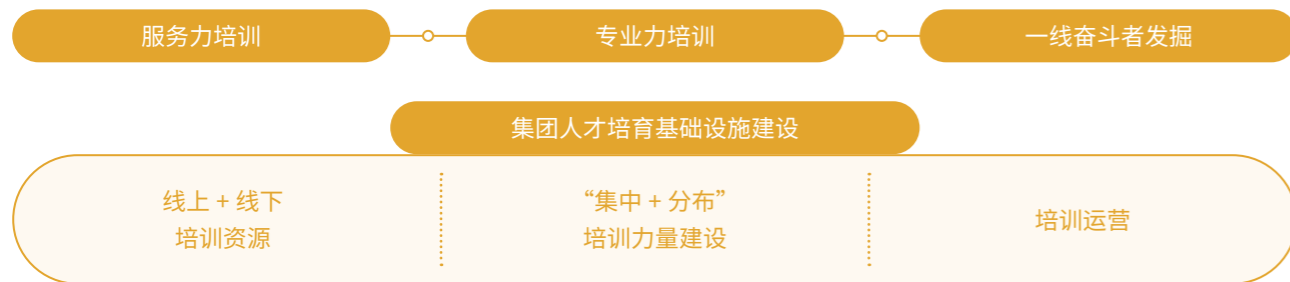 服务力培训
专业力培训
一线奋斗者发掘
集团人才培育基础设施建设
线上 + 线下
培训资源
“集中 + 分布”
培训力量建设
培训运营